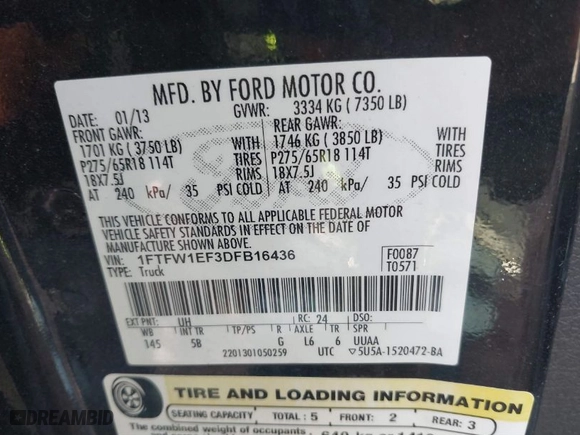 MFD. BY FORD MOTOR CO.
DATE: 01/13 GVWR: 3334 KG ( 7350 LB)
FRONT GAWR: REAR GAWR:
1701 KG ( 3750 LB) WITH 1746 KG ( 3850 LB) WITH
P275/65R18 114T TIRES P275/65R18 114T TIRES
18X7.5J RIMS 18X7.5J RIMS
AT 240 kPa/ 35 PSI COLD AT 240 kPa/ 35 PSI COLD
THIS VEHICLE CONFORMS TO ALL APPLICABLE FEDERAL MOTOR
VEHICLE SAFETY STANDARDS IN EFFECT ON THE DATE OF
MANUFACTURE SHOWN ABOVE.
VIN: 1FTFW1EF3DFB16436 F0087
TYPE: Truck T0571
EXT PNT: UH RC: 24 DSO:
WB INT TR TP/PS R AXLE TR SPR
145 SB G L6 6 UUAA
2201301050259 UTC 5U5A-1520472-BA
TIRE AND LOADING INFORMATION
SEATING CAPACITY TOTAL: 5 FRONT: 2 REAR: 3
The combined weight of occupants
DREAMBID